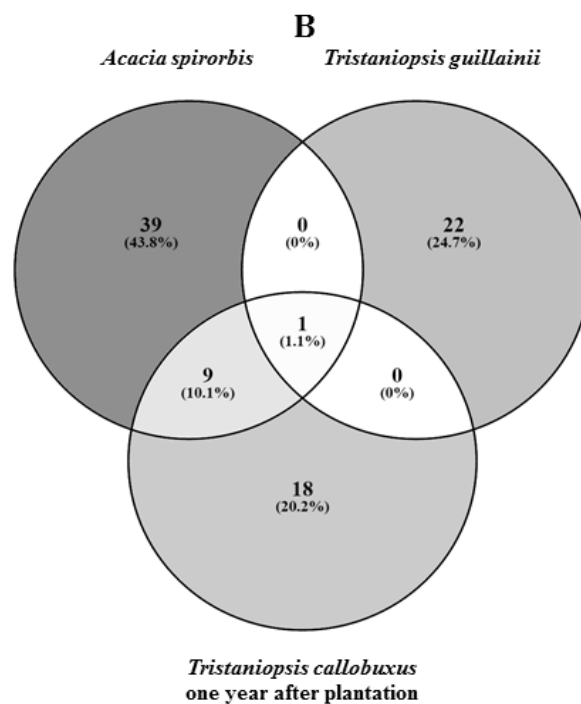 B
Acacia spirorbis
Tristaniopsis guillainii
39
(43.8%)
0
(0%)
22
(24.7%)
1
(1.1%)
9
(10.1%)
0
(0%)
18
(20.2%)
Tristaniopsis callobuxus
one year after plantation